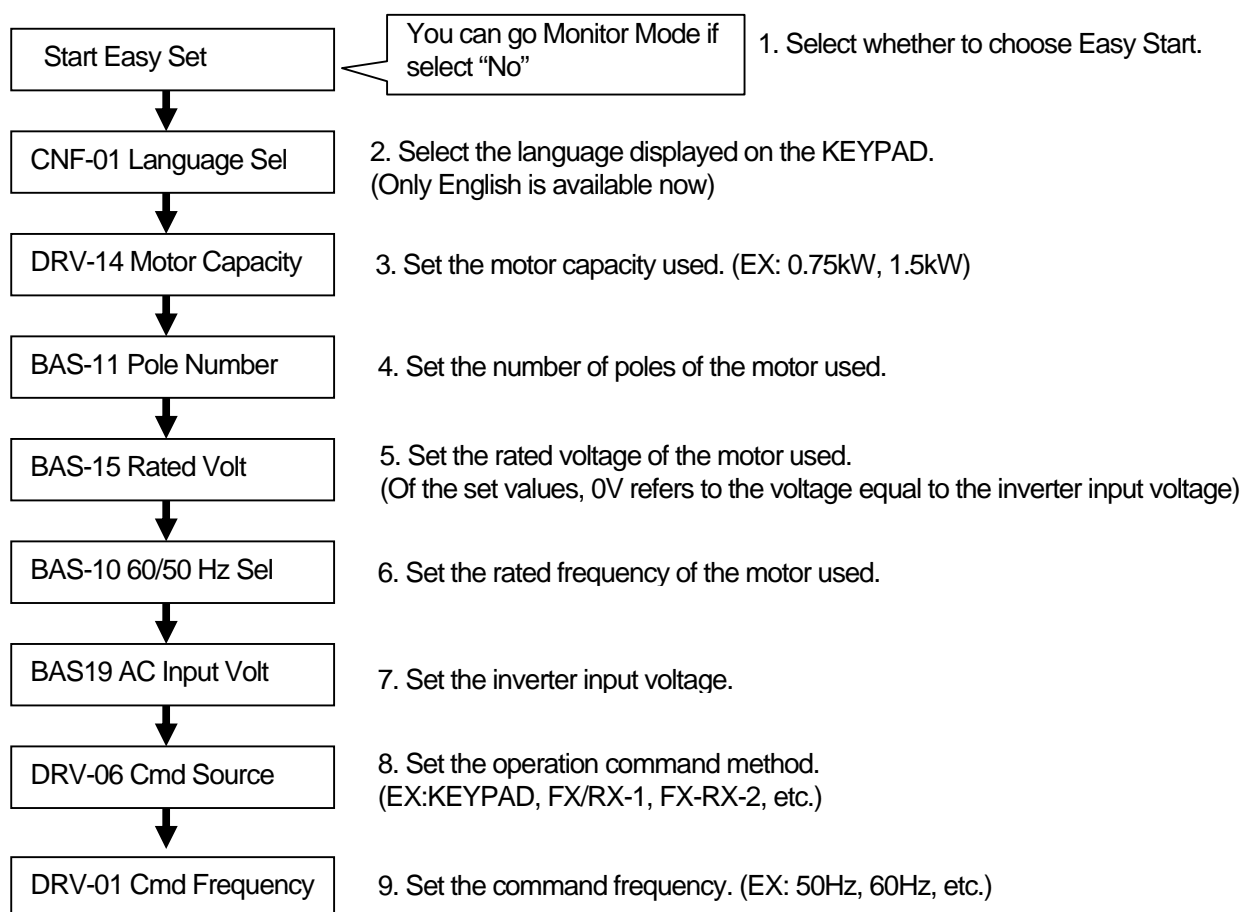 Start Easy Set
You can go Monitor Mode if
select “No”
1. Select whether to choose Easy Start.
CNF-01 Language Sel
2. Select the language displayed on the KEYPAD.
(Only English is available now)
DRV-14 Motor Capacity
3. Set the motor capacity used. (EX: 0.75kW, 1.5kW)
BAS-11 Pole Number
4. Set the number of poles of the motor used.
BAS-15 Rated Volt
5. Set the rated voltage of the motor used.
(Of the set values, 0V refers to the voltage equal to the inverter input voltage)
BAS-10 60/50 Hz Sel
6. Set the rated frequency of the motor used.
BAS19 AC Input Volt
7. Set the inverter input voltage.
DRV-06 Cmd Source
8. Set the operation command method.
(EX:KEYPAD, FX/RX-1, FX-RX-2, etc.)
DRV-01 Cmd Frequency
9. Set the command frequency. (EX: 50Hz, 60Hz, etc.)